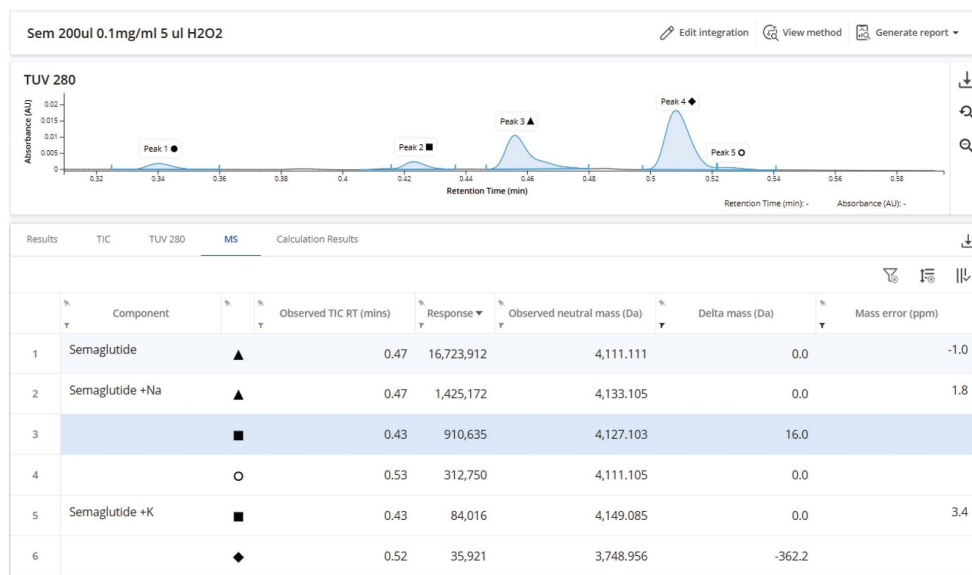 Sem 200ul 0.1mg/ml 5 ul H2O2
Edit integration View method Generate report
TUV 280
Absorbance (AU)
0.02
0.015
0.01
0.005
0
Peak 1 ●
Peak 2 ■
Peak 3 ▲
Peak 4 ◆
Peak 5 O
0.32 0.34 0.36 0.38 0.4 0.42 0.44 0.46 0.48 0.5 0.52 0.54 0.56 0.58
Retention Time (min)
Retention Time (min): - Absorbance (AU): -
Results TIC TUV 280 MS Calculation Results
Component Observed TIC RT (mins) Response ▼ Observed neutral mass (Da) Delta mass (Da) Mass error (ppm)
1 Semaglutide ▲ 0.47 16,723,912 4,111.111 0.0 -1.0
2 Semaglutide +Na ▲ 0.47 1,425,172 4,133.105 0.0 1.8
3 ■ 0.43 910,635 4,127.103 16.0
4 O 0.53 312,750 4,111.105 0.0
5 Semaglutide +K ■ 0.43 84,016 4,149.085 0.0 3.4
6 ◆ 0.52 35,921 3,748.956 -362.2